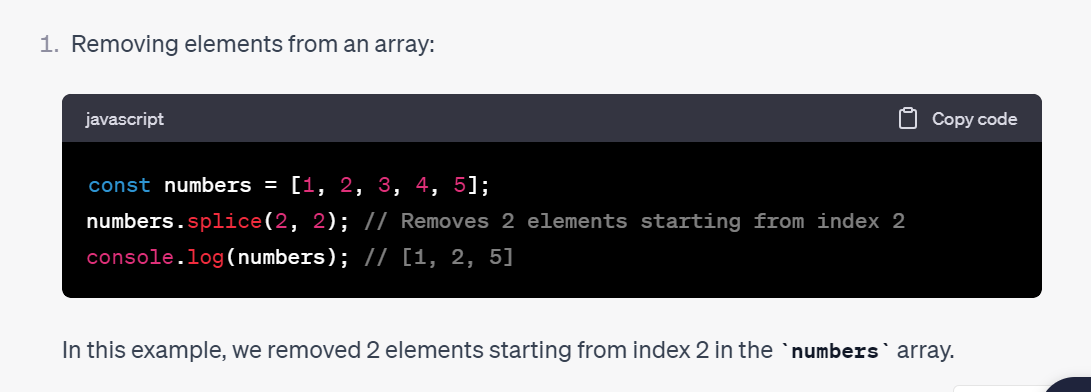 1. Removing elements from an array:
javascript
Copy code
const numbers = [1, 2, 3, 4, 5];
numbers.splice(2, 2); // Removes 2 elements starting from index 2
console.log(numbers); // [1, 2, 5]
In this example, we removed 2 elements starting from index 2 in the `numbers` array.